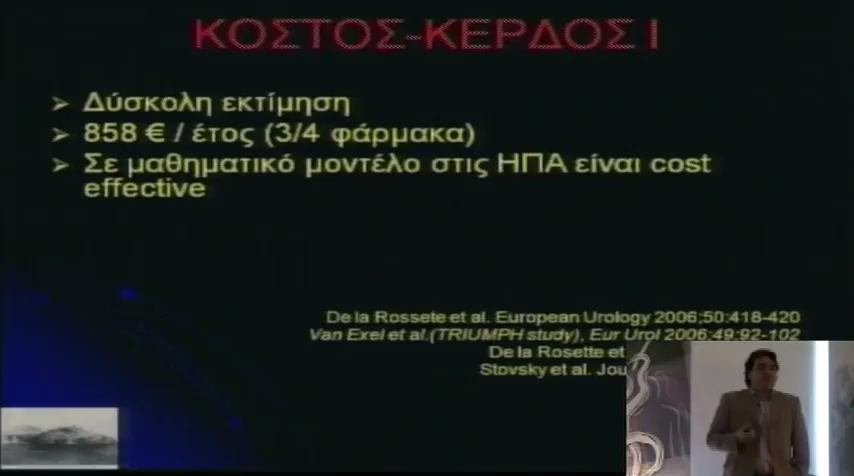 ΚΟΣΤΟΣ-ΚΕΡΔΟΣ Ι
➢ Δύσκολη εκτίμηση
➢ 858 € / έτος (3/4 φάρμακα)
➢ Σε μαθηματικό μοντέλο στις ΗΠΑ είναι cost
effective
De la Rossete et al. European Urology 2006;50:418-420
Van Exel et al.(TRIUMPH study), Eur Urol 2006;49:92-102
De la Rosette et
Stovsky et al. Jou